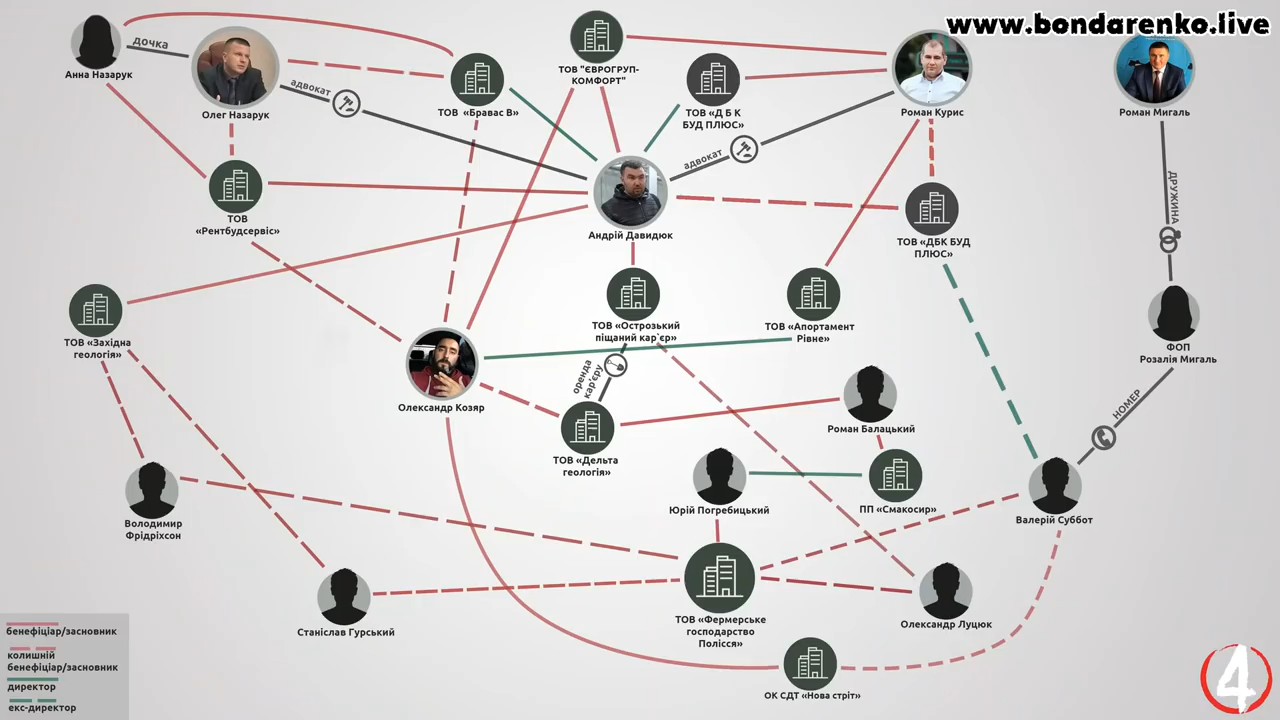 www.bondarenko.live
Анна Назарук
дочка
Олег Назарук
адвокат
ТОВ «Бравас В»
ТОВ "ЄВРОГРУП-
КОМФОРТ"
ТОВ «Д Б К
БУД ПЛЮС»
адвокат
Роман Курис
Роман Мигаль
ТОВ
«Рентбудсервіс»
Андрій Давидюк
ТОВ «ДБК БУД
ПЛЮС»
ДРУЖИНА
ТОВ «Західна
геологія»
ТОВ «Острозький
піщаний кар'єр»
ТОВ «Апортамент
Рівне»
ФОП
Розалія Мигаль
Олександр Козяр
оренда
кар'єру
ТОВ «Дельта
геологія»
Роман Балацький
НОМЕР
Володимир
Фрідріхсон
Юрій Погребицький
ПП «Смакосир»
Валерій Суббот
Станіслав Гурський
ТОВ «Фермерське
господарство
Полісся»
Олександр Луцюк
ОК СДТ «Нова стріт»
бенефіціар/засновник
колишній
бенефіціар/засновник
директор
екс-директор
4